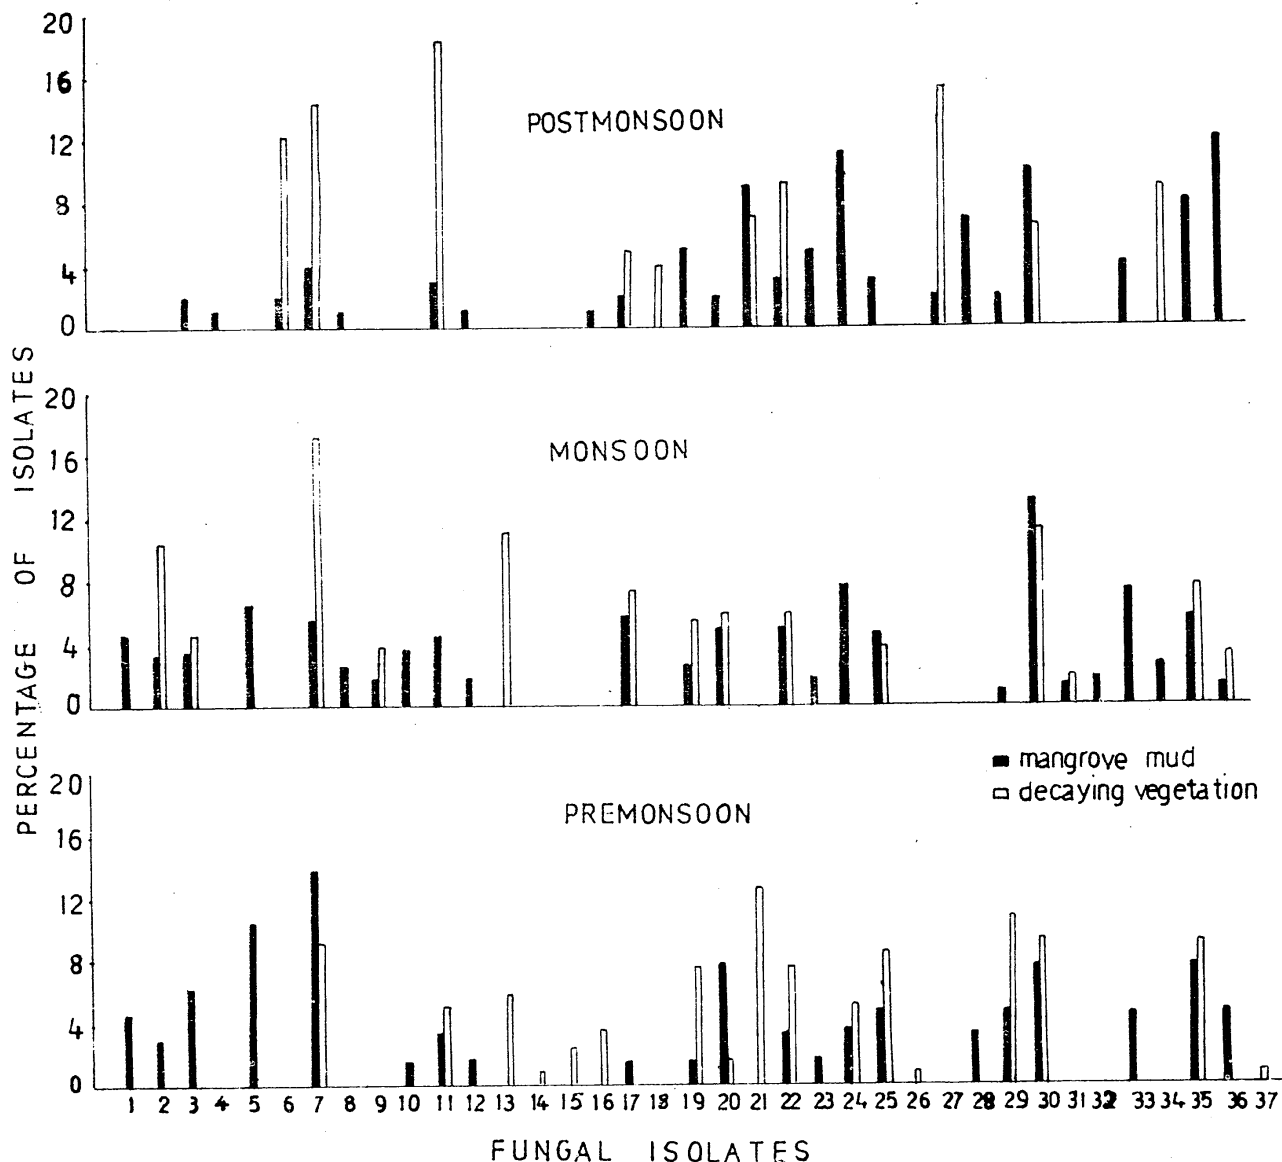 20
16
12
8
4
0
POSTMONSOON
20
16
12
8
4
0
MONSOON
PERCENTAGE OF ISOLATES
mangrove mud
decaying vegetation
20
16
12
8
4
0
PREMONSOON
1 2 3 4 5 6 7 8 9 10 11 12 13 14 15 16 17 18 19 20 21 22 23 24 25 26 27 28 29 30 31 32 33 34 35 36 37
FUNGAL ISOLATES